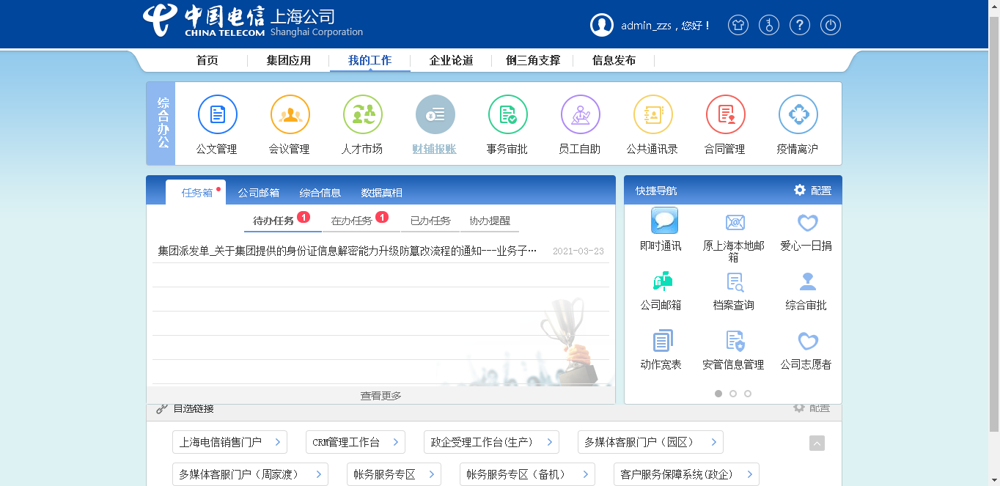 中国电信 上海公司
CHINA TELECOM Shanghai Corporation
admin_zzs，您好！
首页 集团应用 我的工作 企业论道 倒三角支撑 信息发布
综合办公
公文管理 会议管理 人才市场 财辅报账 事务审批 员工自助 公共通讯录 合同管理 疫情离沪
任务箱 公司邮箱 综合信息 数据真相
待办任务 1 在办任务 1 已办任务 协办提醒
集团派发单_关于集团提供的身份证信息解密能力升级防篡改流程的通知---业务子… 2021-03-23
查看更多
快捷导航 配置
即时通讯 原上海本地邮箱 爱心一日捐
公司邮箱 档案查询 综合审批
动作宽表 安管信息管理 公司志愿者
自选链接 配置
上海电信销售门户 CRM管理工作台 政企受理工作台(生产) 多媒体客服门户（园区）
多媒体客服门户（周家渡） 帐务服务专区 帐务服务专区（备机） 客户服务保障系统(政企)